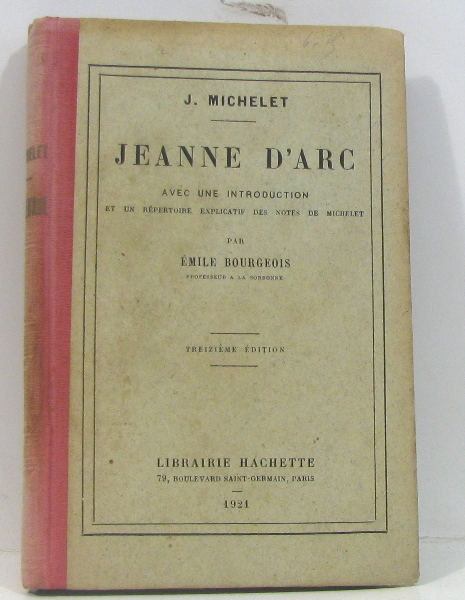 J. MICHELET
JEANNE D'ARC
AVEC UNE INTRODUCTION
ET UN RÉPERTOIRE EXPLICATIF DES NOTES DE MICHELET
PAR
ÉMILE BOURGEOIS
PROFESSEUR A LA SORBONNE
TREIZIÈME ÉDITION
LIBRAIRIE HACHETTE
79, BOULEVARD SAINT-GERMAIN, PARIS
1921